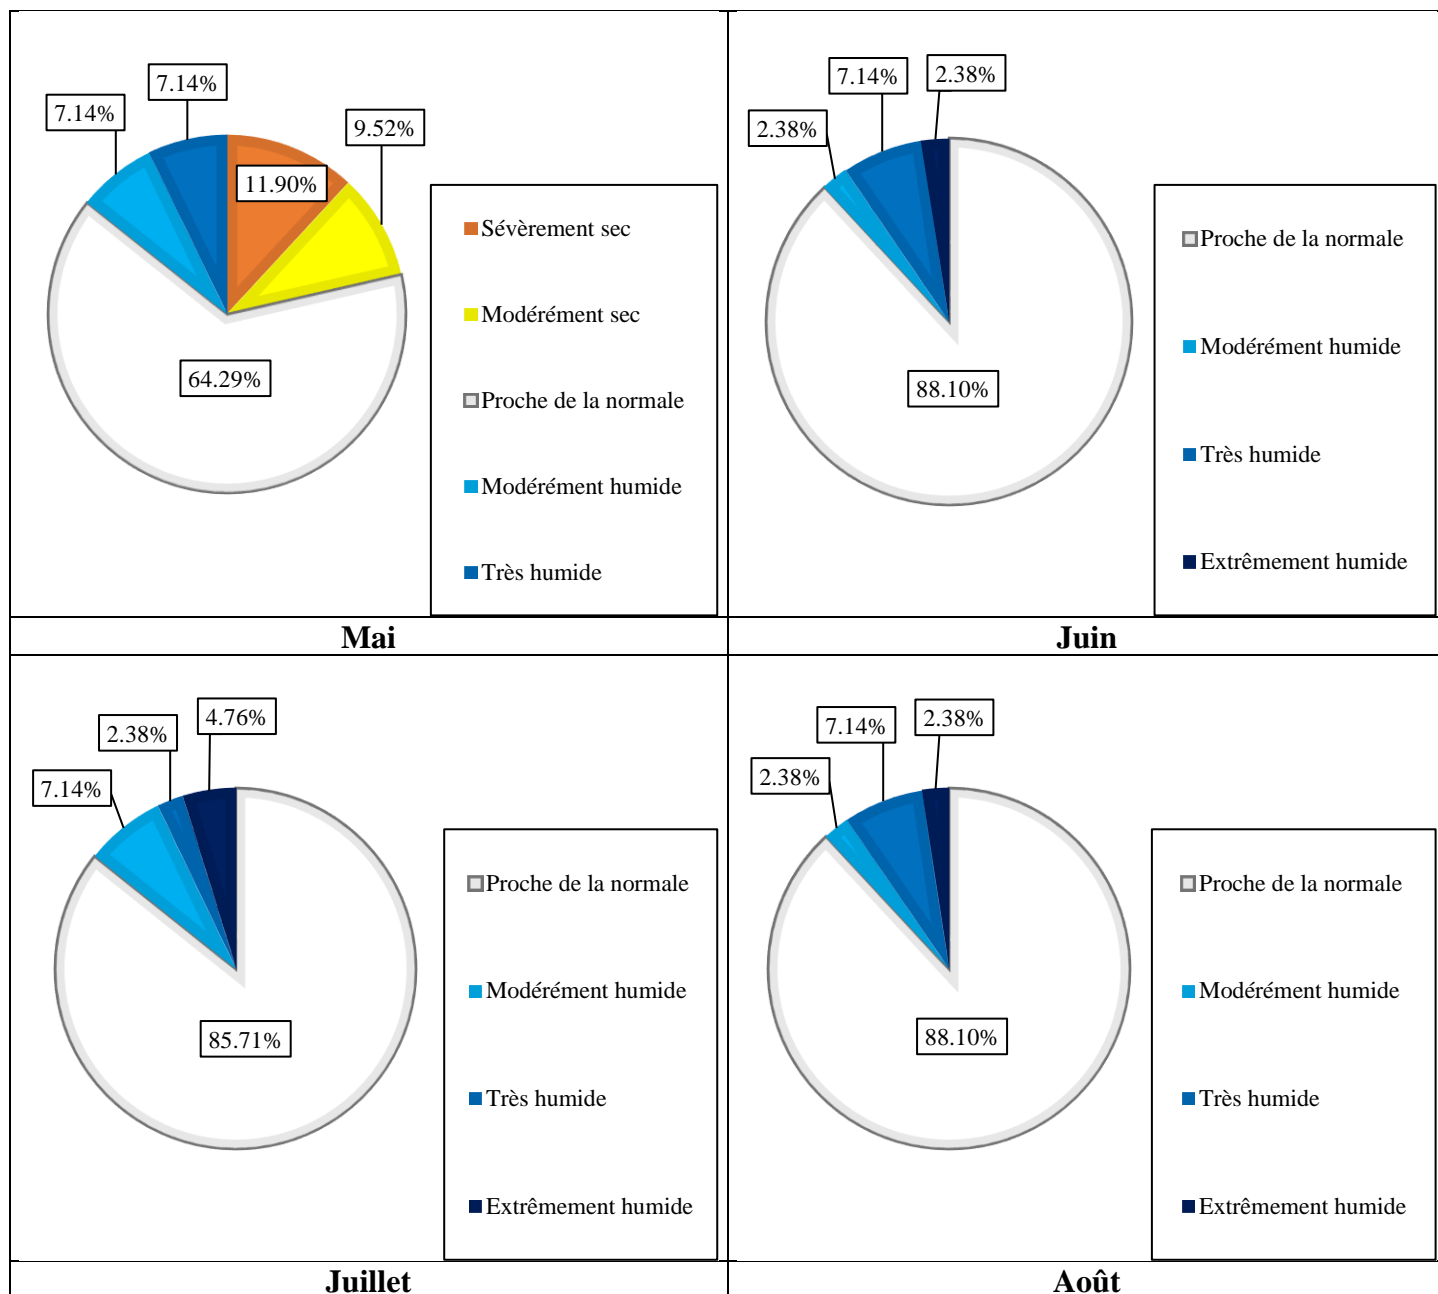 7.14%
7.14%
9.52%
11.90%
64.29%
Sévèrement sec
Modérément sec
Proche de la normale
Modérément humide
Très humide
Mai
2.38%
7.14%
2.38%
88.10%
Proche de la normale
Modérément humide
Très humide
Extrêmement humide
Juin
7.14%
2.38%
4.76%
85.71%
Proche de la normale
Modérément humide
Très humide
Extrêmement humide
Juillet
2.38%
7.14%
2.38%
88.10%
Proche de la normale
Modérément humide
Très humide
Extrêmement humide
Août